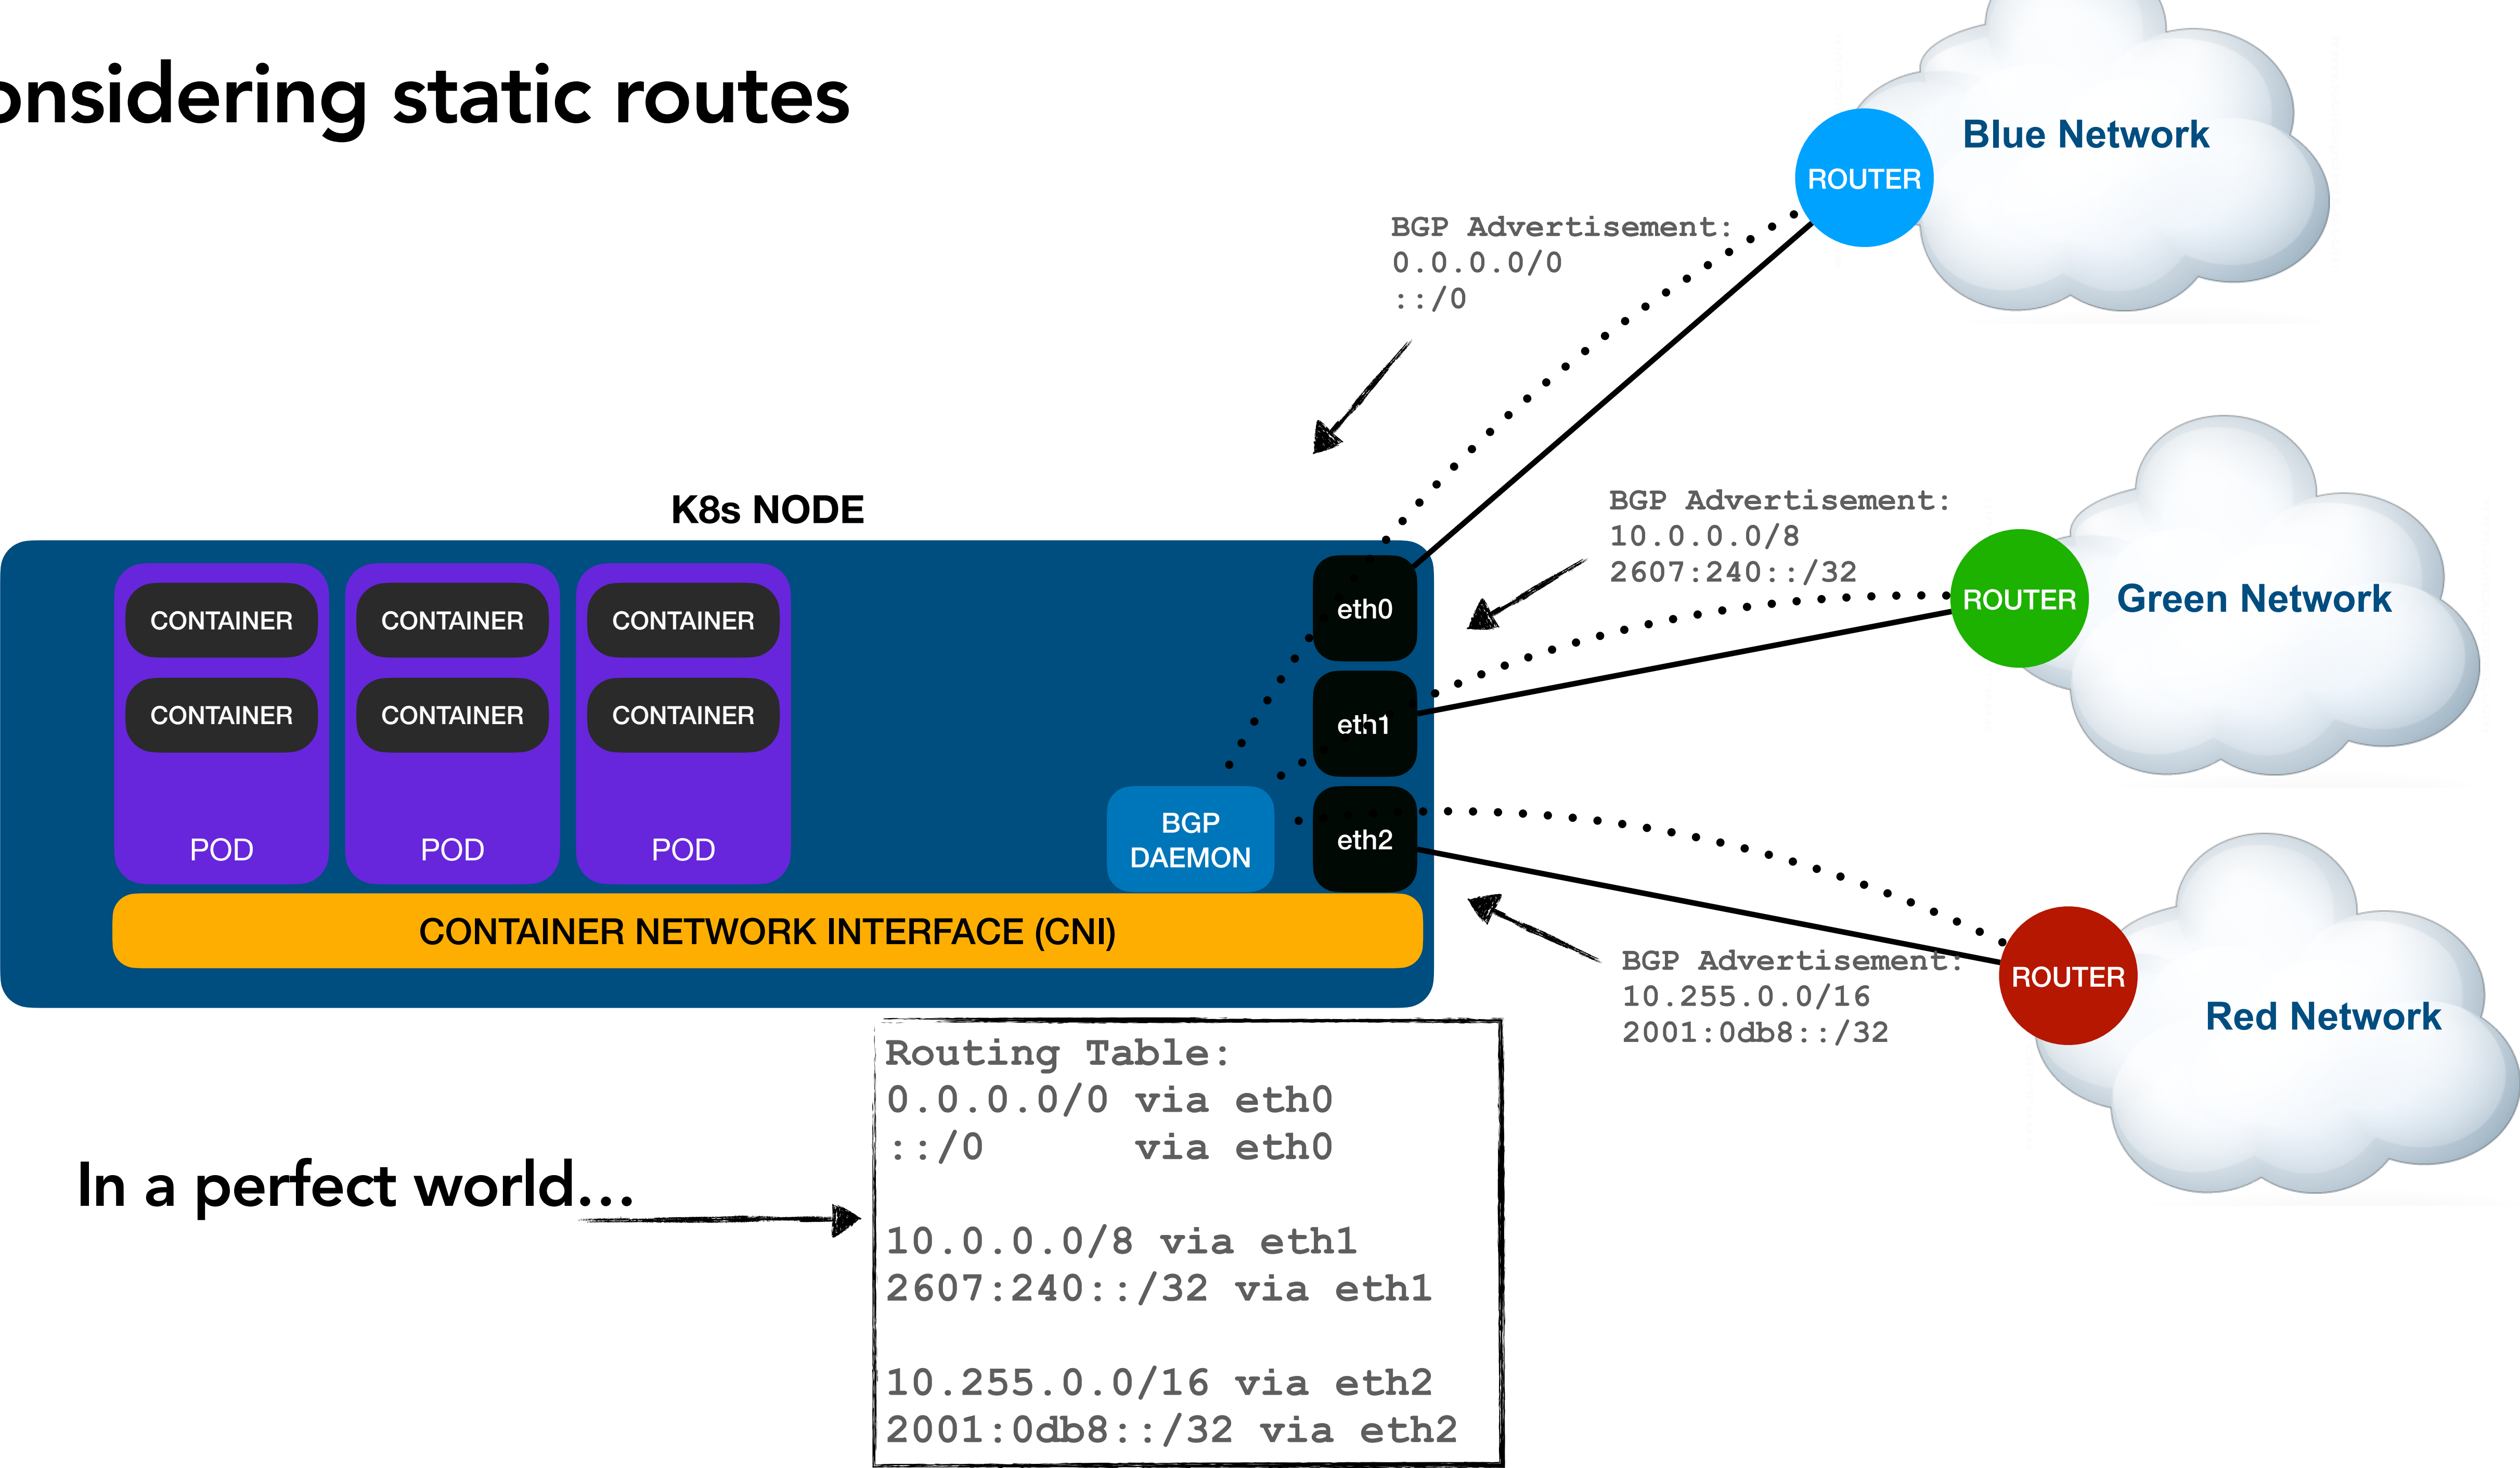 onsidering static routes
Blue Network
ROUTER
BGP Advertisement:
0.0.0.0/0
::/0
K8s NODE
BGP Advertisement:
10.0.0.0/8
2607:240::/32
ROUTER
Green Network
CONTAINER
CONTAINER
POD
CONTAINER
CONTAINER
POD
CONTAINER
CONTAINER
POD
eth0
eth1
eth2
BGP
DAEMON
CONTAINER NETWORK INTERFACE (CNI)
BGP Advertisement:
10.255.0.0/16
2001:0db8::/32
ROUTER
Red Network
In a perfect world...
Routing Table:
0.0.0.0/0 via eth0
::/0 via eth0
10.0.0.0/8 via eth1
2607:240::/32 via eth1
10.255.0.0/16 via eth2
2001:0db8::/32 via eth2